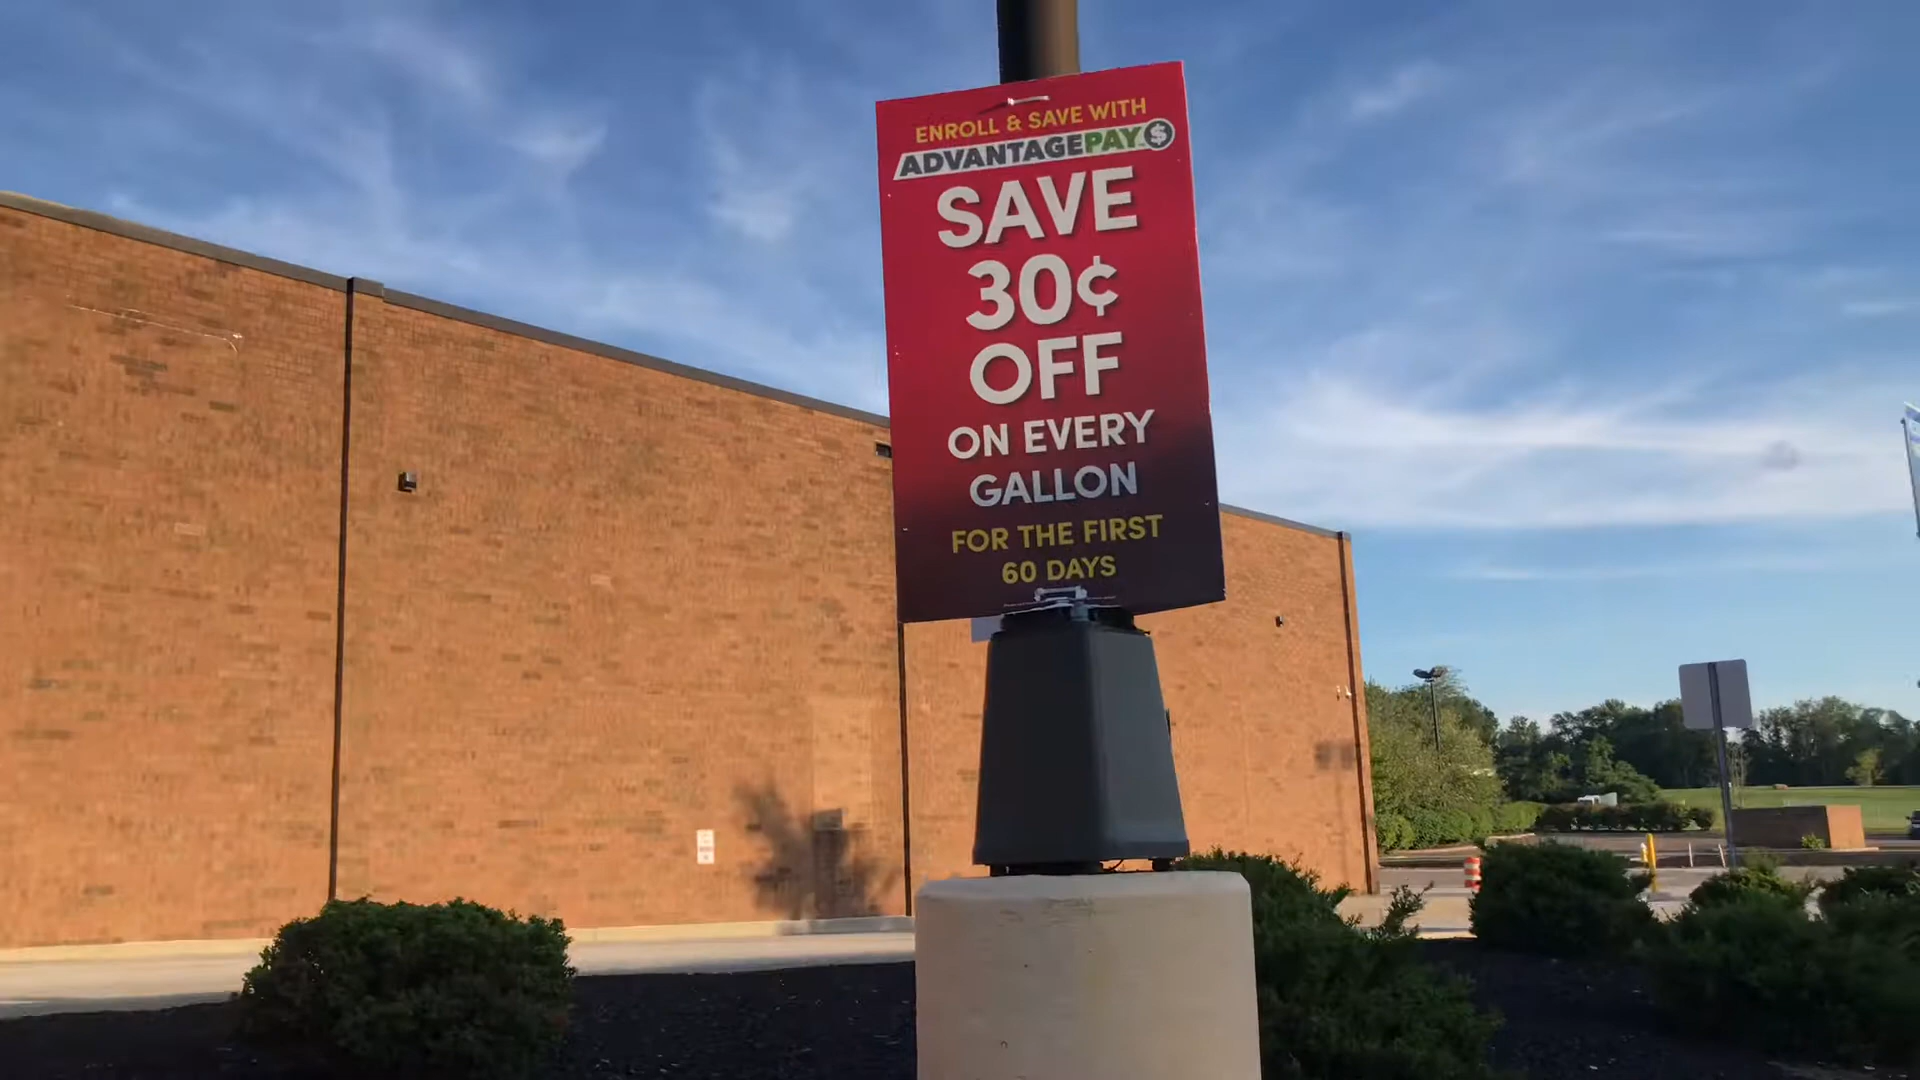 ENROLL & SAVE WITH
ADVANTAGEPAY $
SAVE
30¢
OFF
ON EVERY
GALLON
FOR THE FIRST
60 DAYS